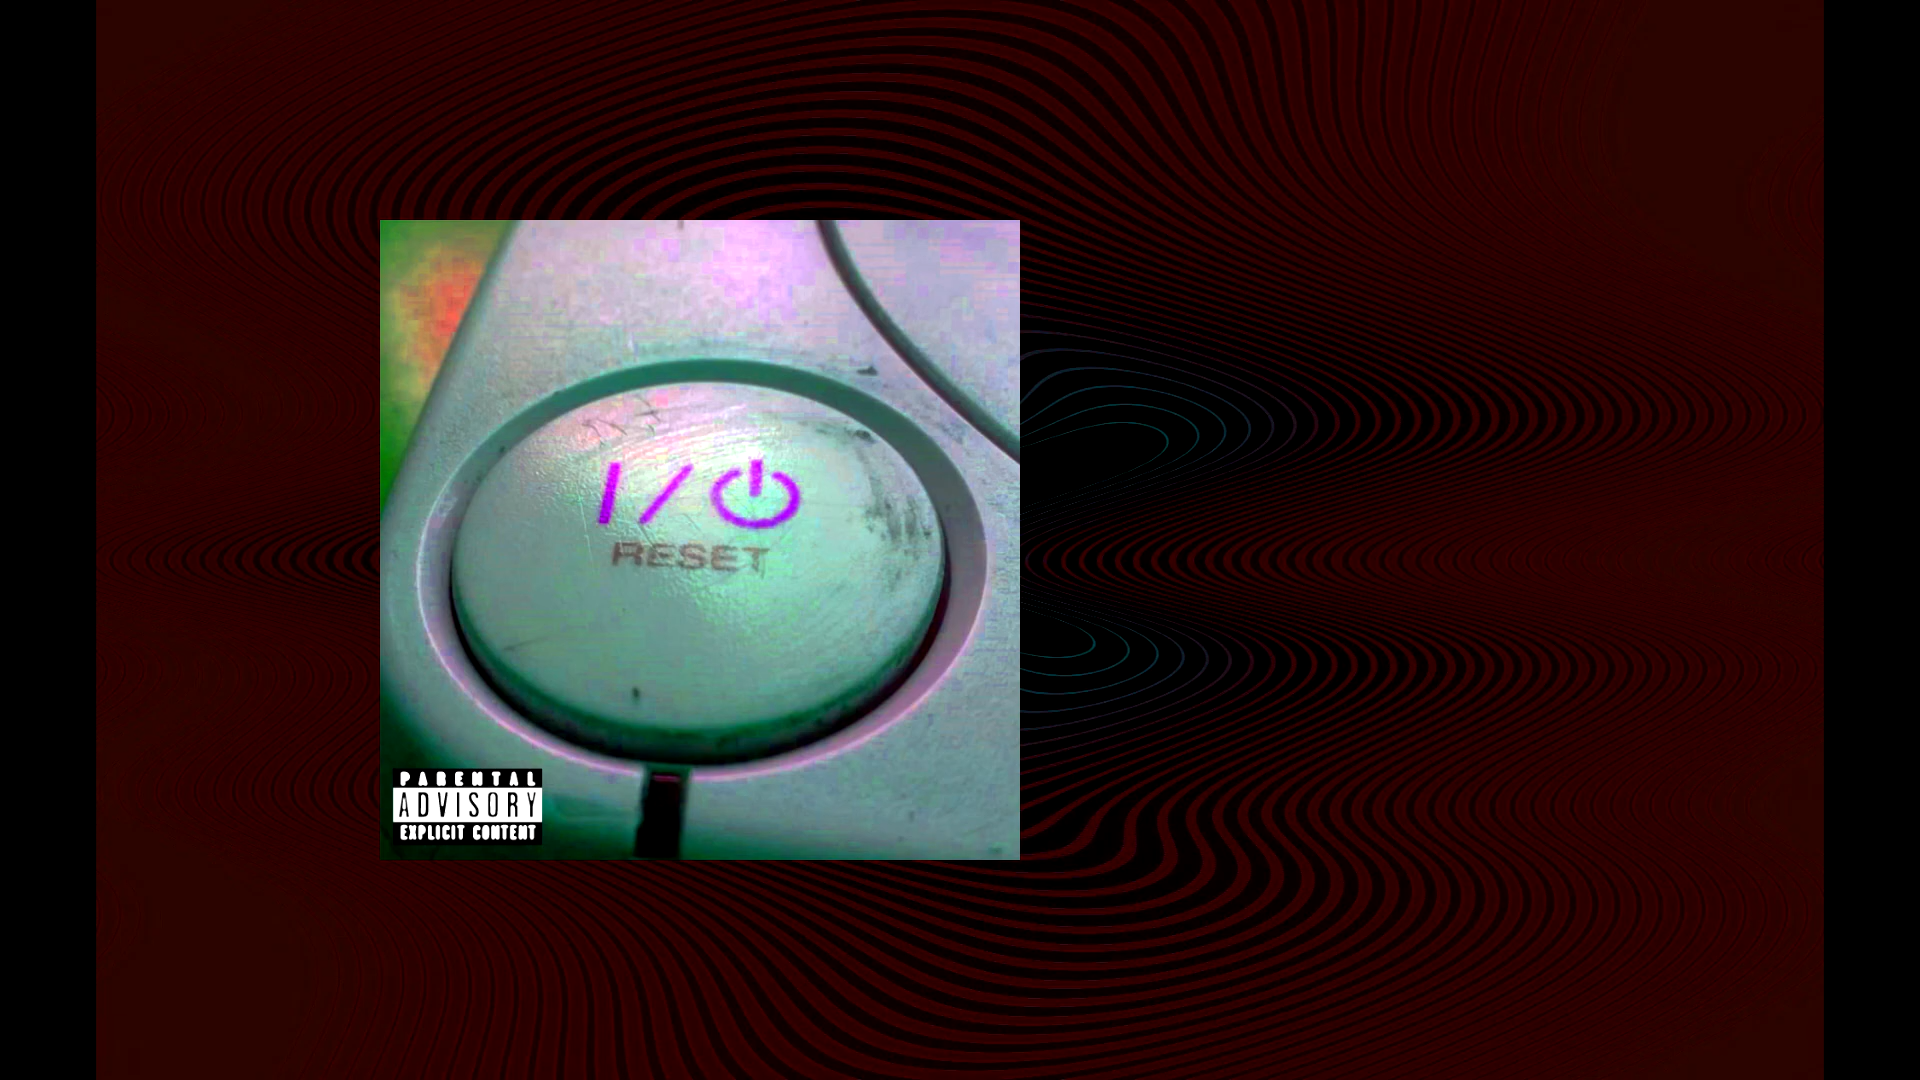 I/⏻
RESET
PARENTAL
ADVISORY
EXPLICIT CONTENT